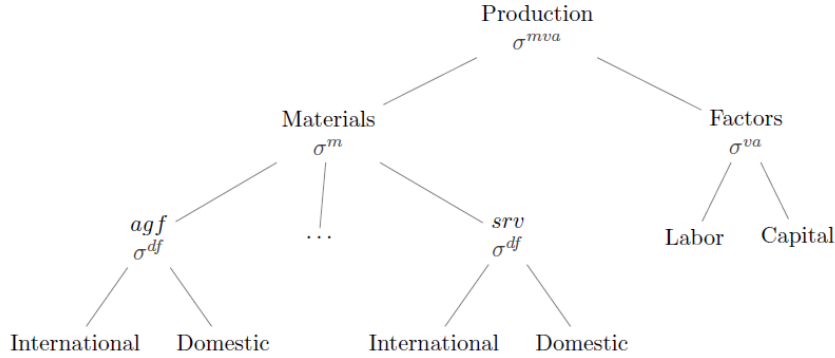 Production
σ^{mva}
Materials
σ^{m}
Factors
σ^{va}
agf
σ^{df}
...
srv
σ^{df}
Labor
Capital
International
Domestic
International
Domestic